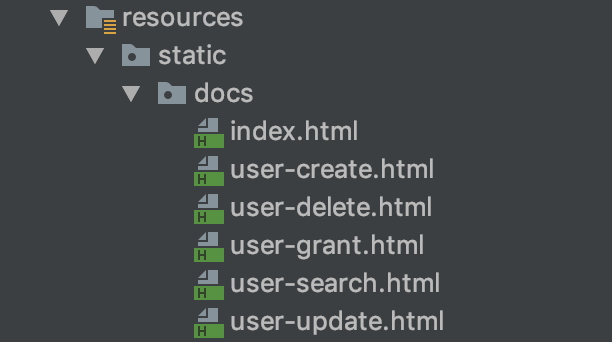 resources
static
docs
H index.html
H user-create.html
H user-delete.html
H user-grant.html
H user-search.html
H user-update.html